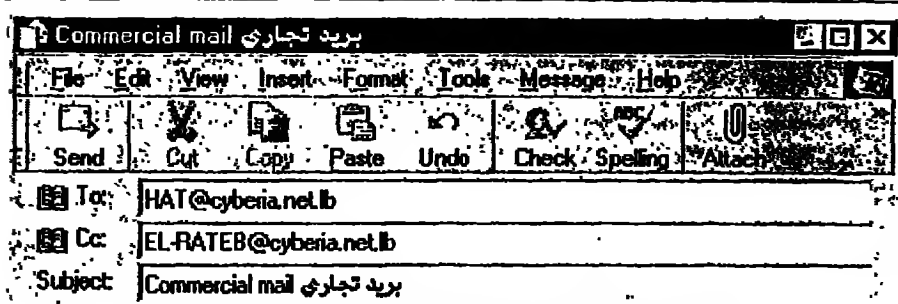 Commercial mail بريد تجاري
File Edit View Insert Format Tools Message Help
Send Cut Copy Paste Undo Check Spelling Attach
To: HAT@cyberia.net.lb
Cc: EL-RATEB@cyberia.net.lb
Subject: Commercial mail بريد تجاري